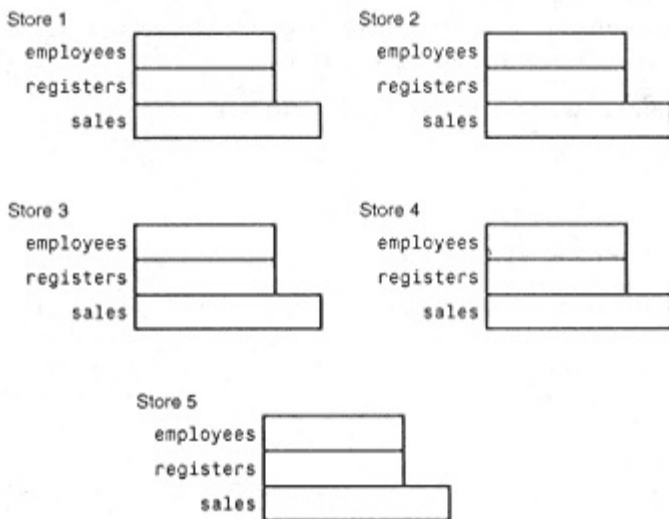 Store 1
employees
registers
sales
Store 2
employees
registers
sales
Store 3
employees
registers
sales
Store 4
employees
registers
sales
Store 5
employees
registers
sales